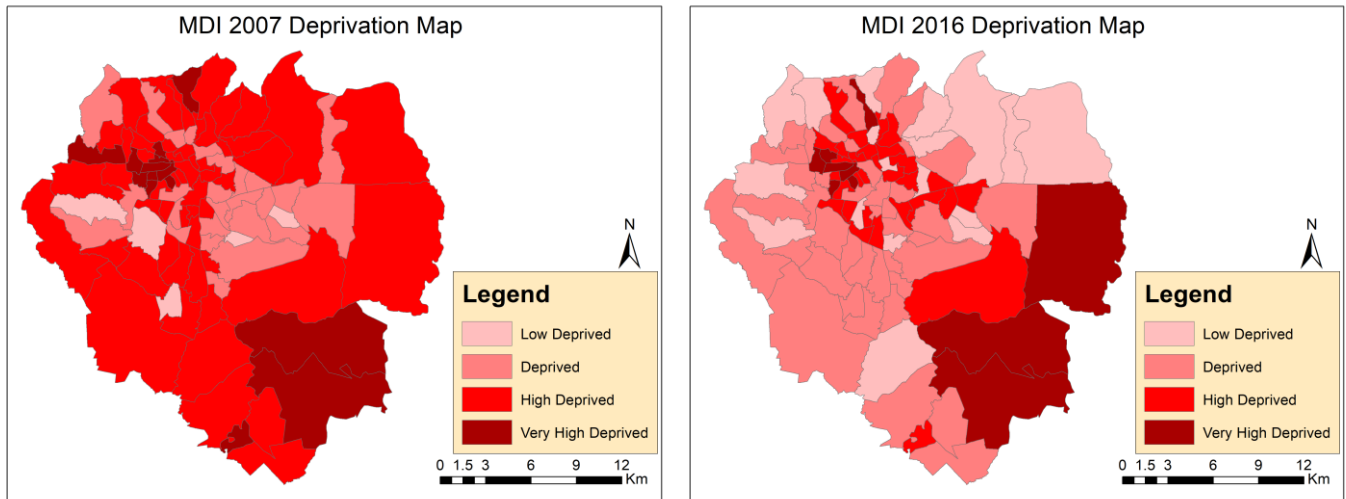 MDI 2007 Deprivation Map
N
Legend
Low Deprived
Deprived
High Deprived
Very High Deprived
0 1.5 3 6 9 12
Km
MDI 2016 Deprivation Map
N
Legend
Low Deprived
Deprived
High Deprived
Very High Deprived
0 1.5 3 6 9 12
Km